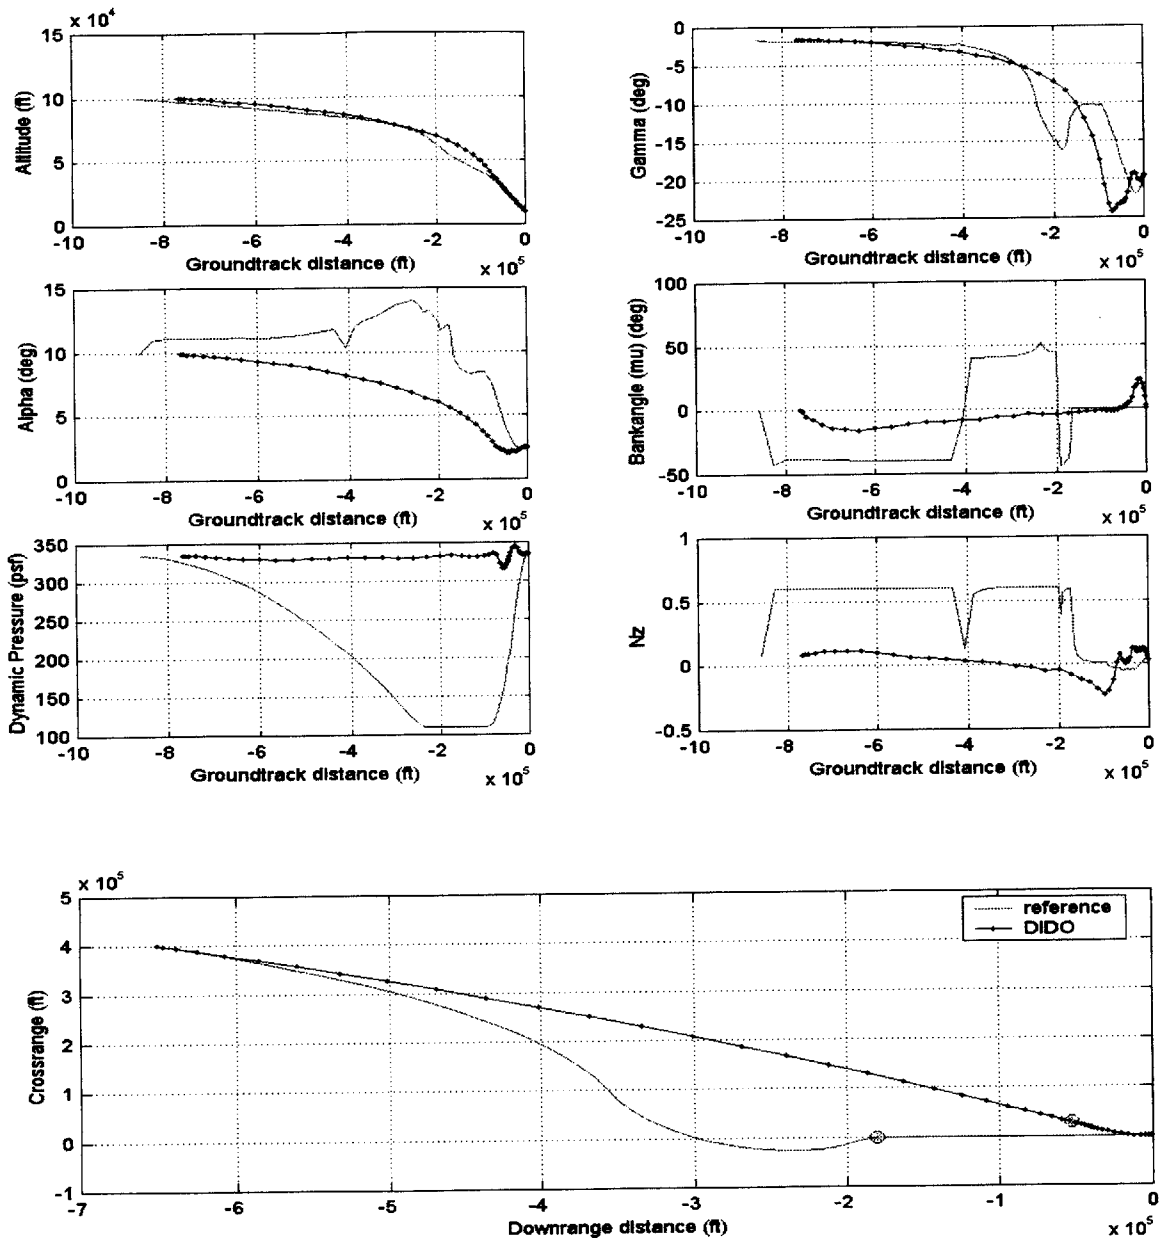 x 10^4
15
10
5
0
-10 -8 -6 -4 -2 0
Altitude (ft)
Groundtrack distance (ft)
x 10^5
0
-5
-10
-15
-20
-25
-10 -8 -6 -4 -2 0
Gamma (deg)
Groundtrack distance (ft)
x 10^5
15
10
5
0
-10 -8 -6 -4 -2 0
Alpha (deg)
Groundtrack distance (ft)
x 10^5
100
50
0
-50
-10 -8 -6 -4 -2 0
Bankangle (mu) (deg)
Groundtrack distance (ft)
x 10^5
350
300
250
200
150
100
-10 -8 -6 -4 -2 0
Dynamic Pressure (psf)
Groundtrack distance (ft)
x 10^5
1
0.5
0
-0.5
-10 -8 -6 -4 -2 0
Nz
Groundtrack distance (ft)
x 10^5
x 10^5
5
4
3
2
1
0
-1
-7 -6 -5 -4 -3 -2 -1 0
Crossrange (ft)
reference
DIDO
Downrange distance (ft)
x 10^5